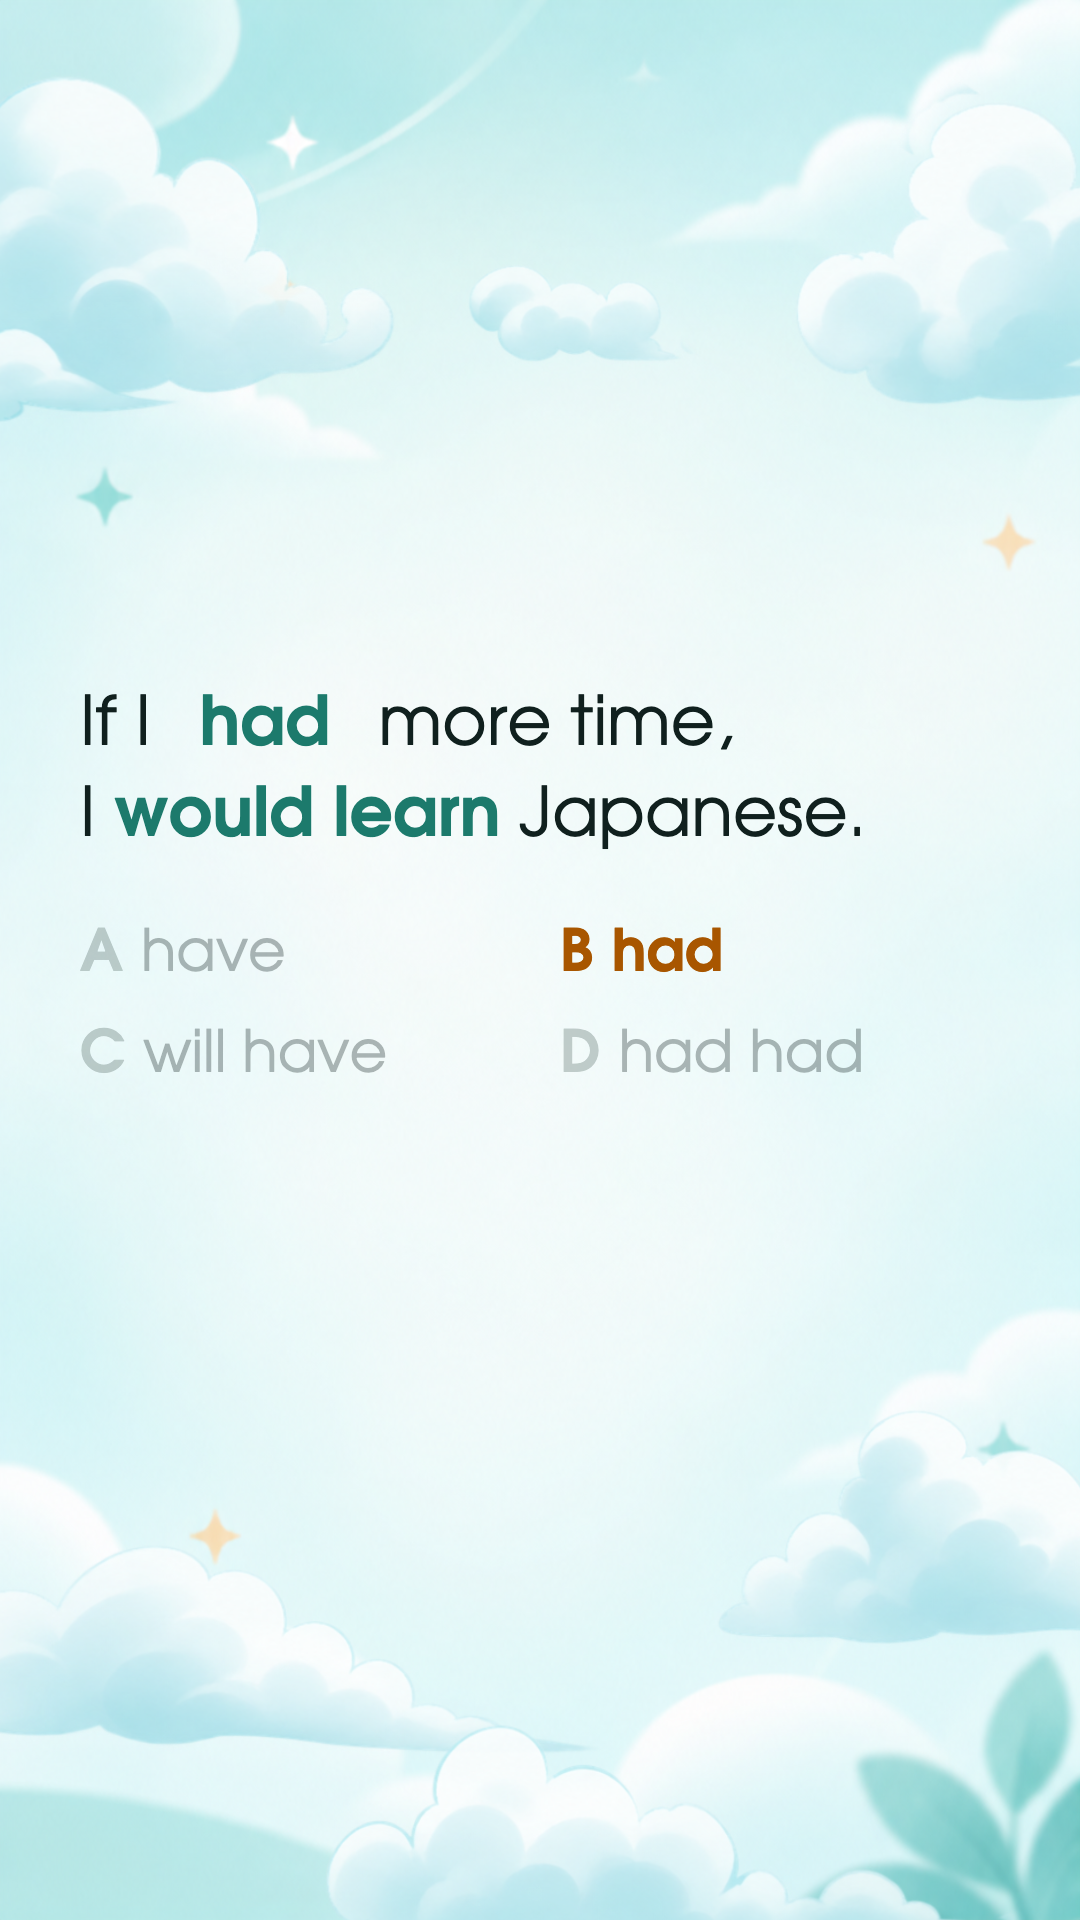 If I had more time,
I would learn Japanese.
A have
B had
C will have
D had had